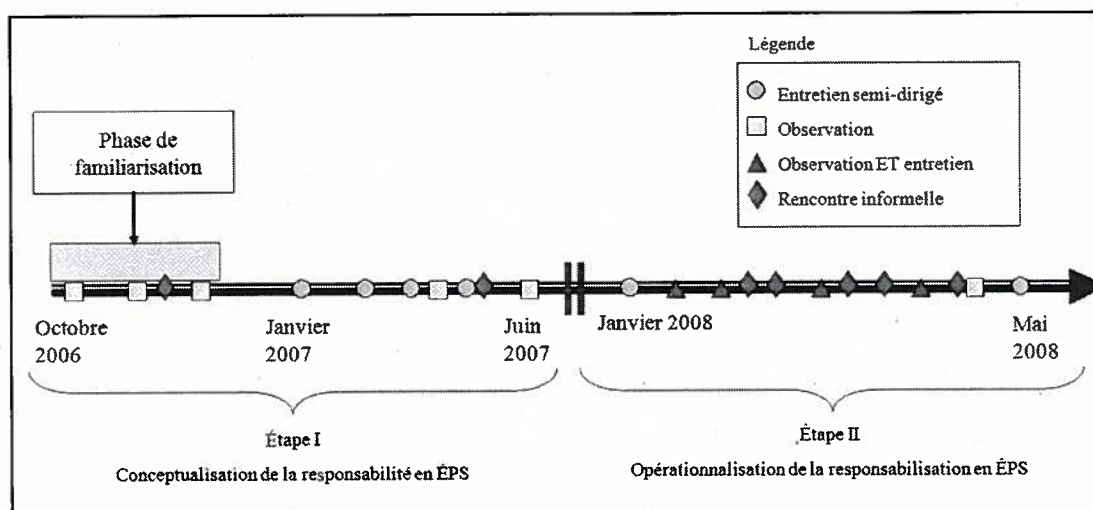 Légende
Entretien semi-dirigé
Observation
Observation ET entretien
Rencontre informelle
Phase de
familiarisation
Octobre
2006
Janvier
2007
Juin
2007
Janvier 2008
Mai
2008
Étape I
Conceptualisation de la responsabilité en ÉPS
Étape II
Opérationnalisation de la responsabilisation en ÉPS